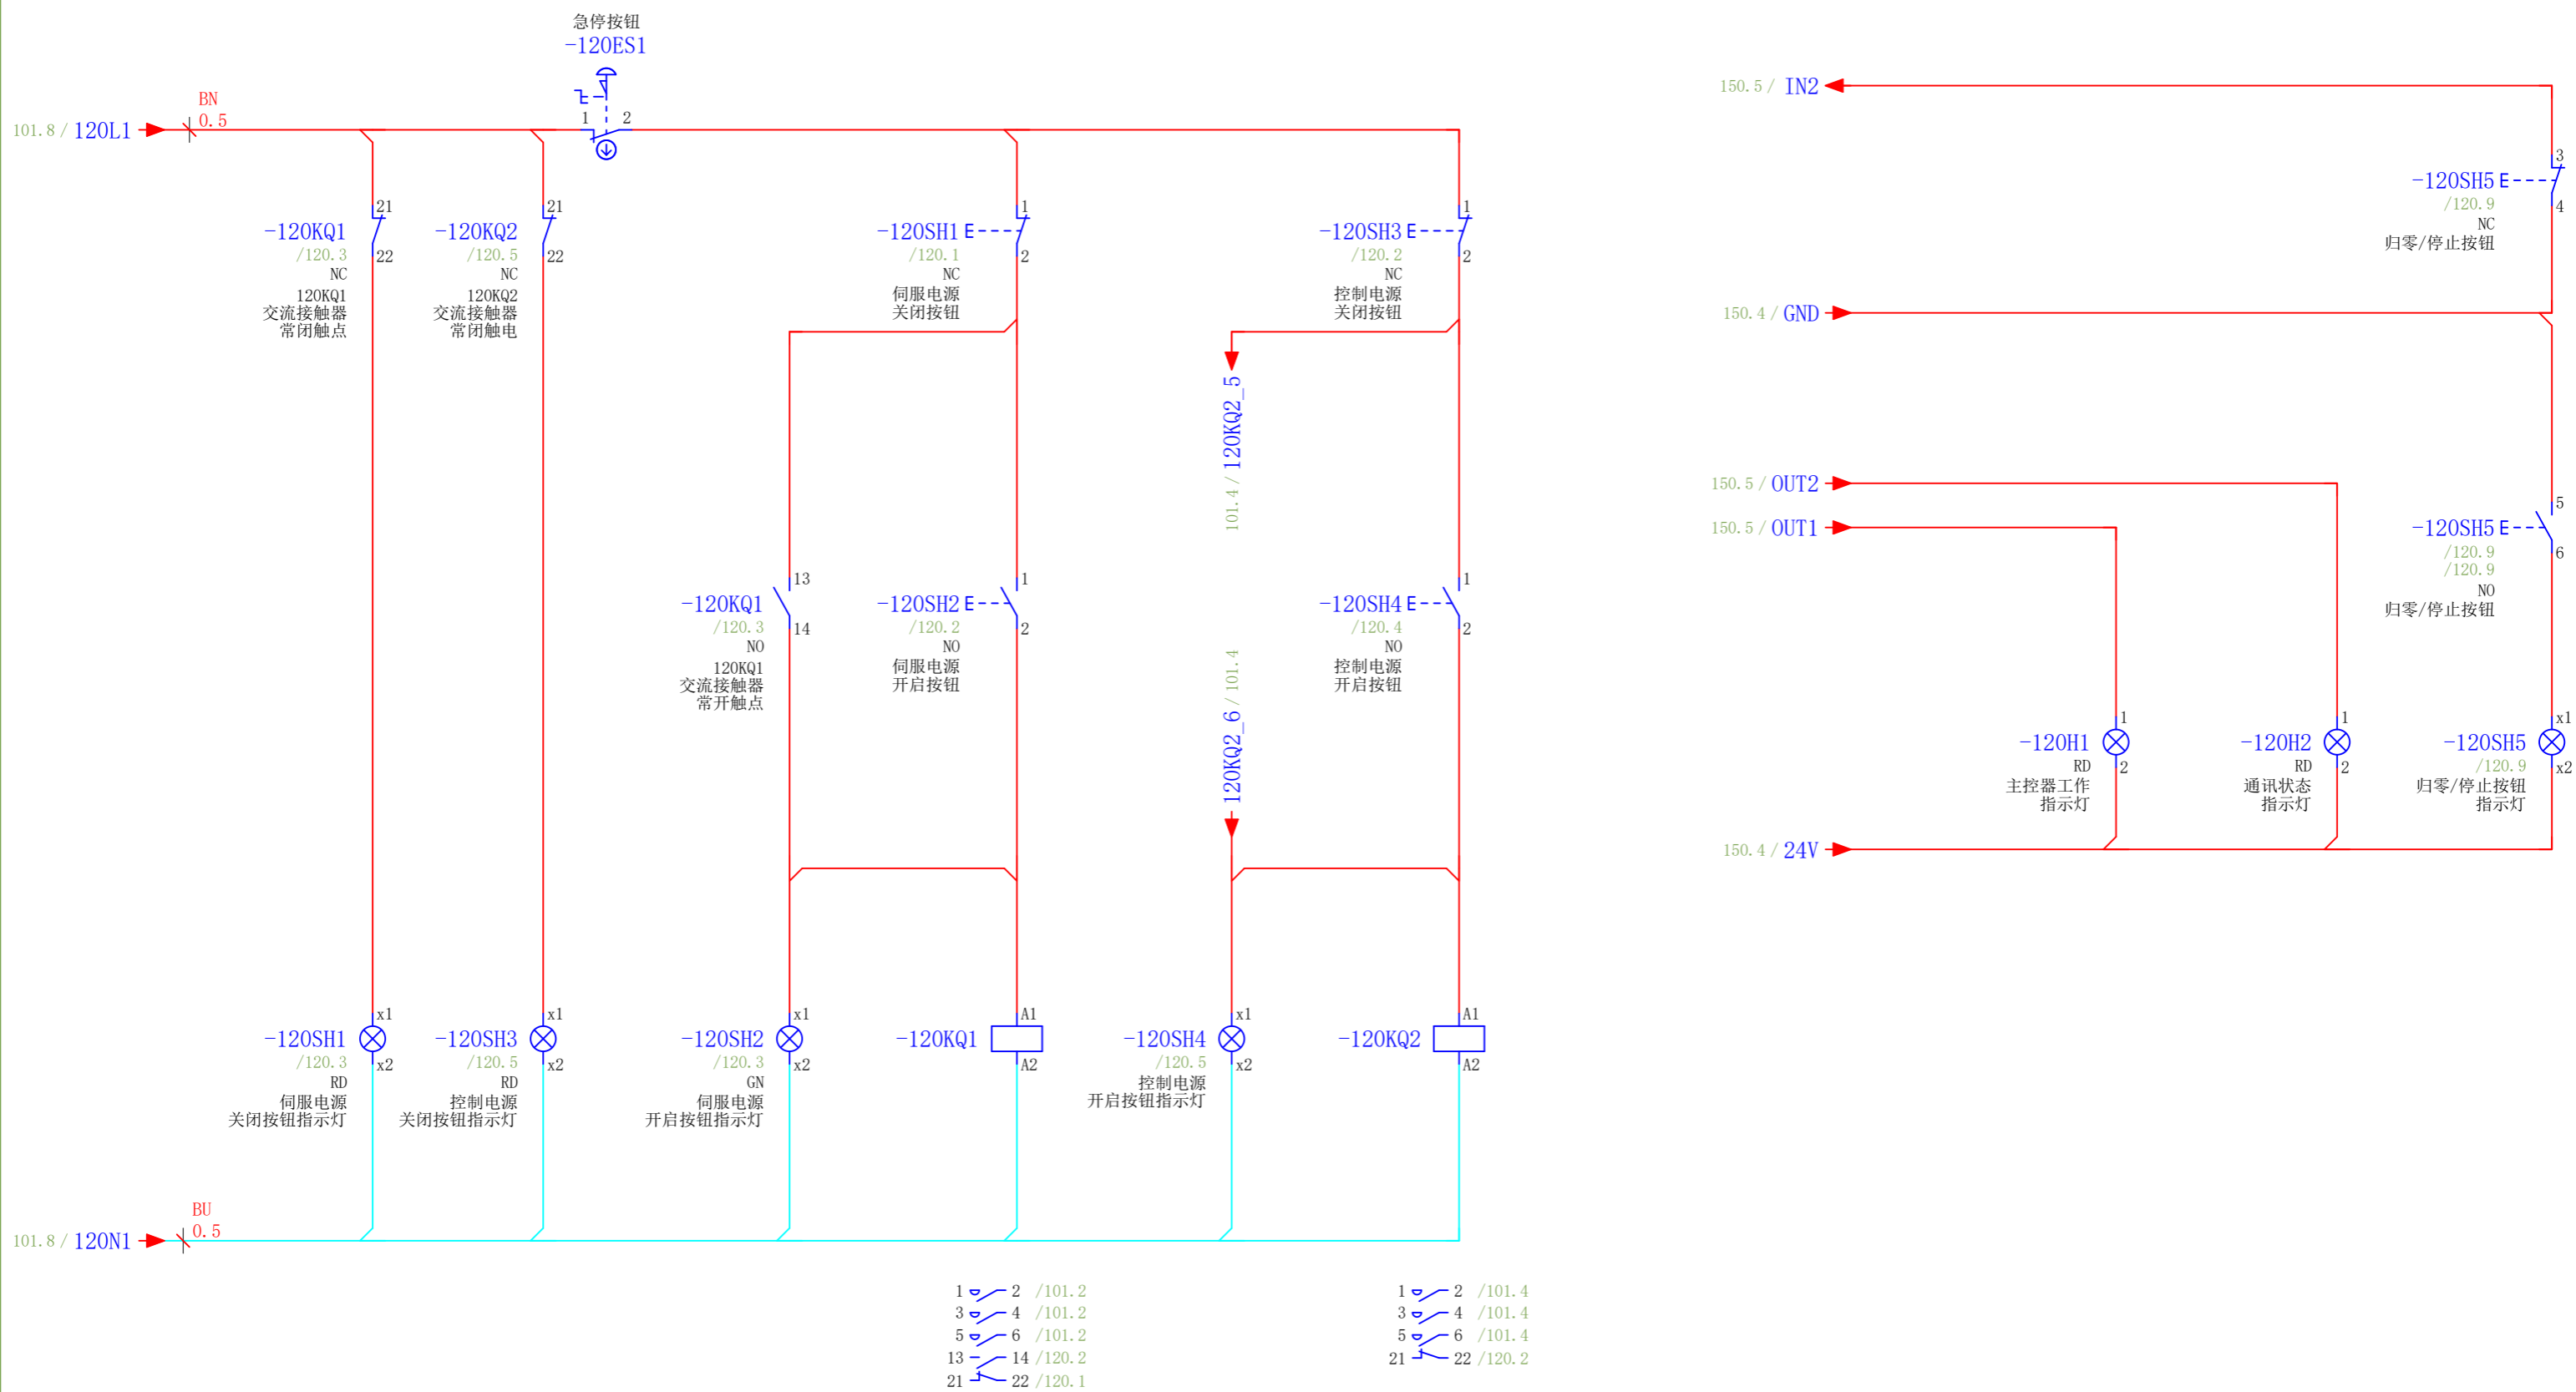 急停按钮
-120ES1
1
2
101.8 / 120L1
BN
0.5
150.5 / IN2
-120KQ1
/120.3
NC
120KQ1
交流接触器
常闭触点
21
22
-120KQ2
/120.5
NC
120KQ2
交流接触器
常闭触电
21
22
-120SH1
/120.1
NC
伺服电源
关闭按钮
1
2
-120SH3
/120.2
NC
控制电源
关闭按钮
1
2
-120SH5
/120.9
NC
归零/停止按钮
3
4
150.4 / GND
101.4 / 120KQ2_5
150.5 / OUT2
150.5 / OUT1
-120KQ1
/120.3
NO
120KQ1
交流接触器
常开触点
13
14
-120SH2
/120.2
NO
伺服电源
开启按钮
1
2
120KQ2_6 / 101.4
-120SH4
/120.4
NO
控制电源
开启按钮
1
2
-120SH5
/120.9
/120.9
NO
归零/停止按钮
5
6
-120H1
RD
主控器工作
指示灯
1
2
-120H2
RD
通讯状态
指示灯
1
2
-120SH5
/120.9
归零/停止按钮
指示灯
x1
x2
150.4 / 24V
-120SH1
/120.3
RD
伺服电源
关闭按钮指示灯
x1
x2
-120SH3
/120.5
RD
控制电源
关闭按钮指示灯
x1
x2
-120SH2
/120.3
GN
伺服电源
开启按钮指示灯
x1
x2
-120KQ1
A1
A2
-120SH4
/120.5
控制电源
开启按钮指示灯
x1
x2
-120KQ2
A1
A2
101.8 / 120N1
BU
0.5
1 2 /101.2
3 4 /101.2
5 6 /101.2
13 14 /120.2
21 22 /120.1
1 2 /101.4
3 4 /101.4
5 6 /101.4
21 22 /120.2